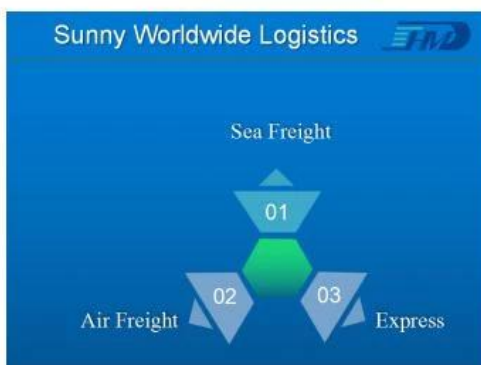 Sunny Worldwide Logistics
Sea Freight
01
02
03
Air Freight
Express